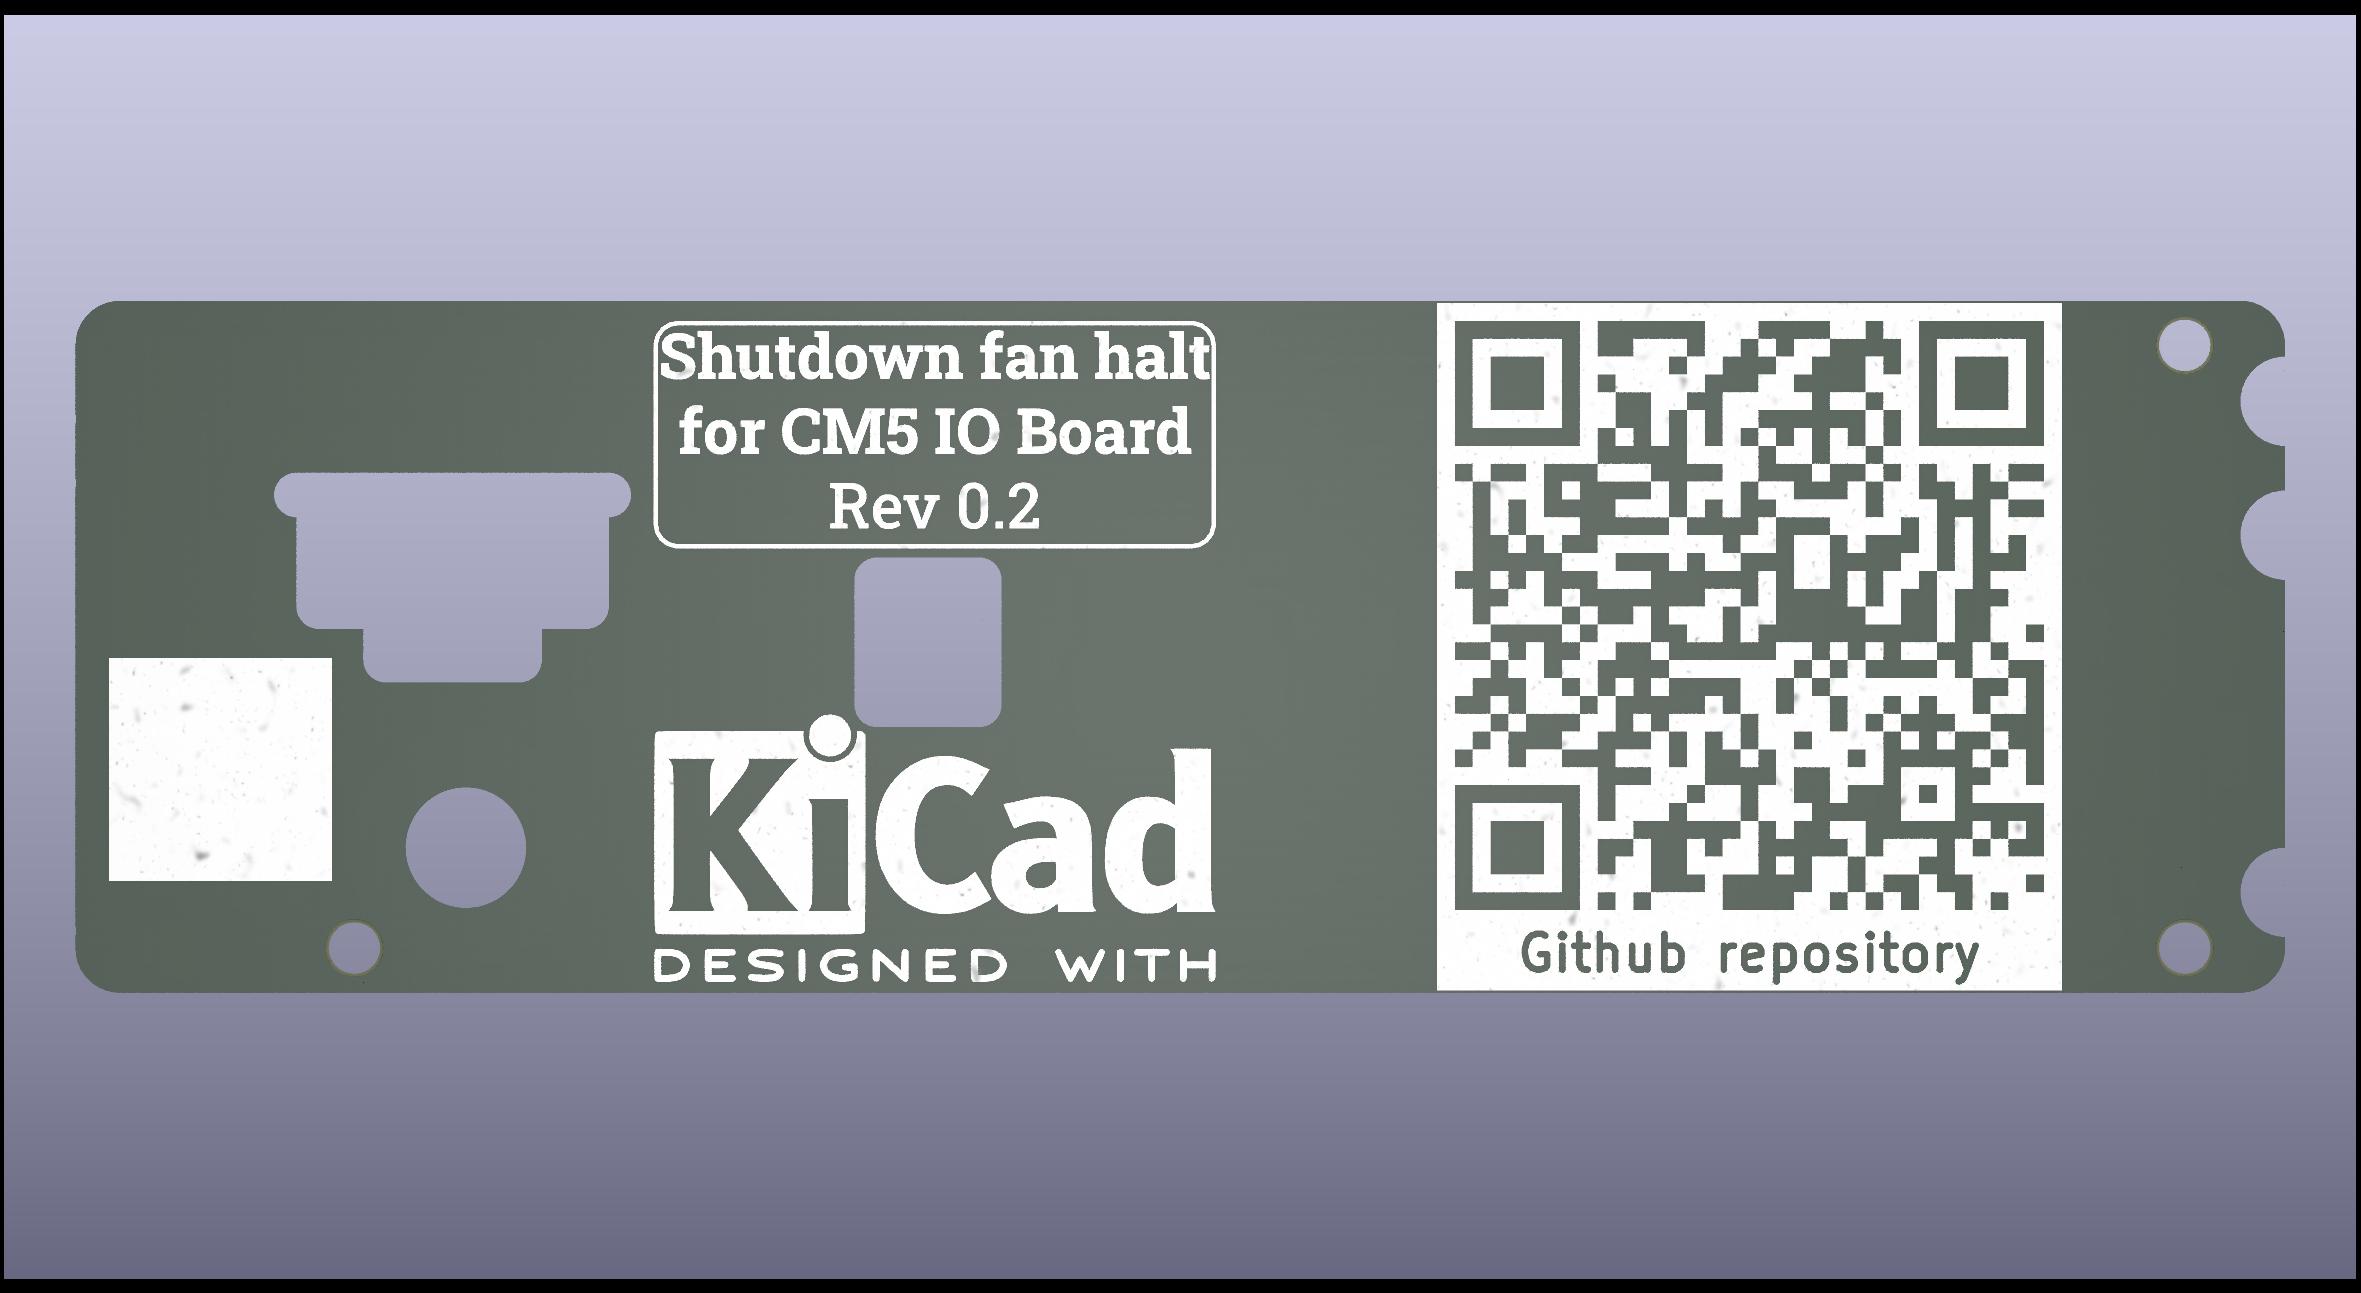 Shutdown fan halt
for CM5 IO Board
Rev 0.2
KiCad
DESIGNED WITH
Github repository